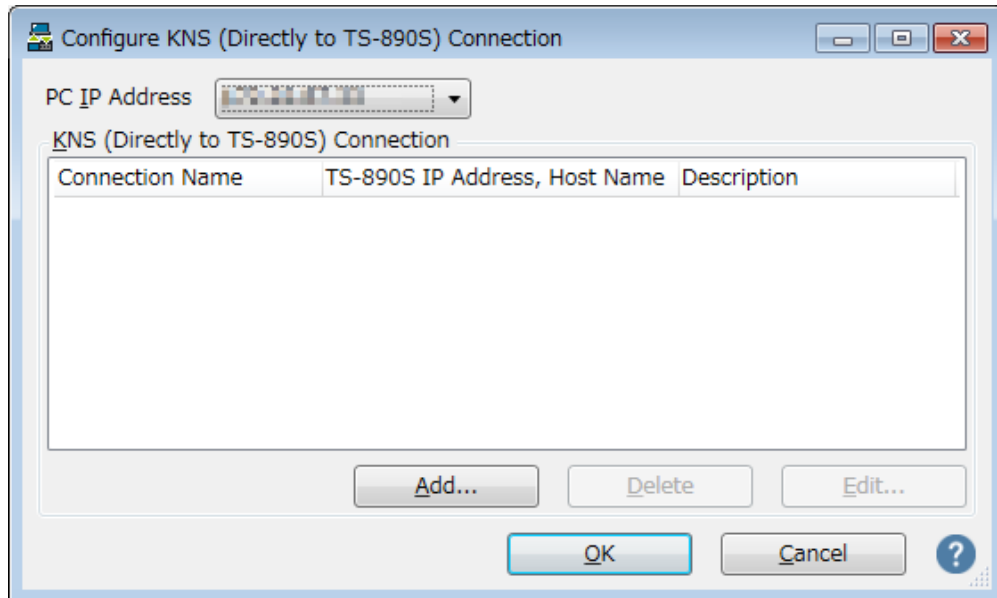 Configure KNS (Directly to TS-890S) Connection
PC IP Address
KNS (Directly to TS-890S) Connection
Connection Name TS-890S IP Address, Host Name Description
Add... Delete Edit...
OK Cancel ?